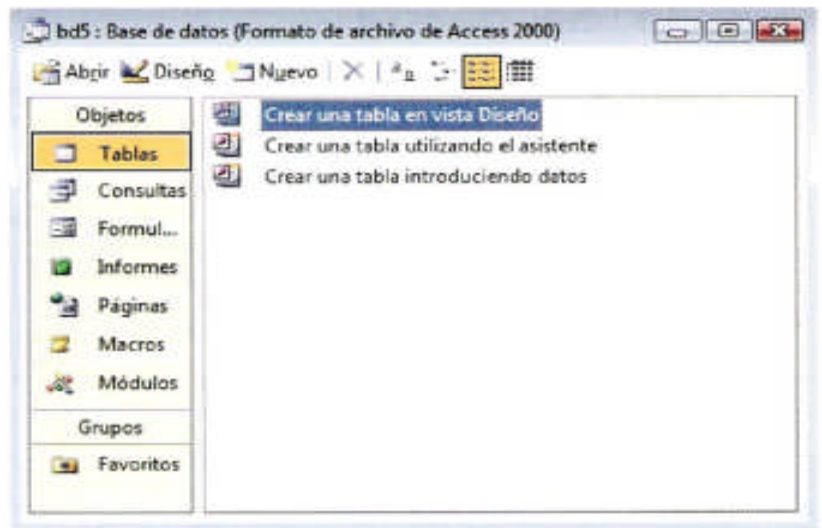 bd5 : Base de datos (Formato de archivo de Access 2000)
Abrir Diseño Nuevo
Objetos
Tablas
Consultas
Formul...
Informes
Páginas
Macros
Módulos
Grupos
Favoritos
Crear una tabla en vista Diseño
Crear una tabla utilizando el asistente
Crear una tabla introduciendo datos